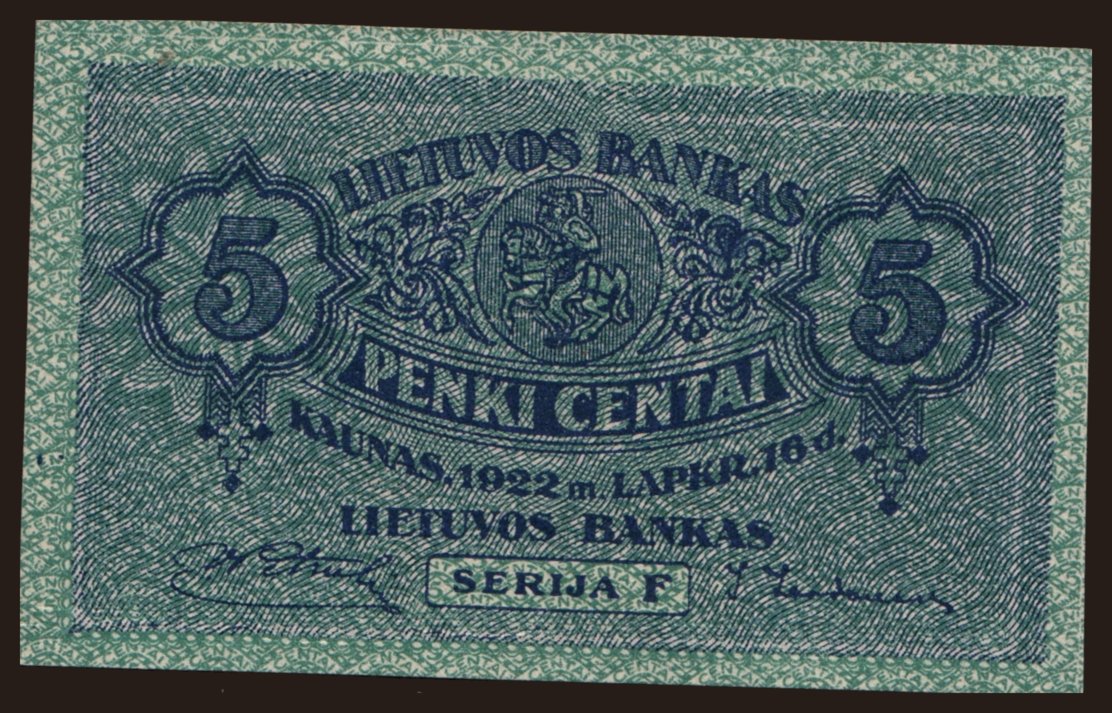 LIETUVOS BANKAS
5
5
PENKI CENTAI
KAUNAS, 1922 m. LAPKR. 16 d.
LIETUVOS BANKAS
SERIJA F